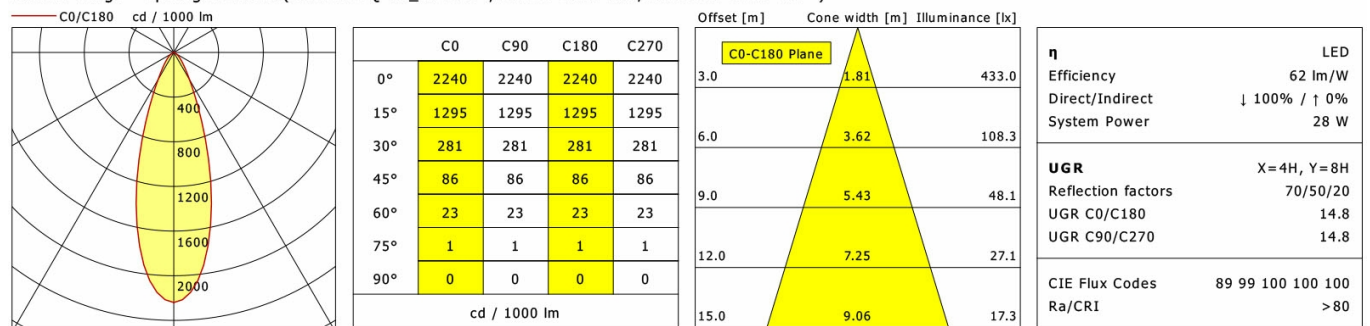 C0/C180 cd / 1000 lm
400
800
1200
1600
2000
C0 C90 C180 C270
0° 2240 2240 2240 2240
15° 1295 1295 1295 1295
30° 281 281 281 281
45° 86 86 86 86
60° 23 23 23 23
75° 1 1 1 1
90° 0 0 0 0
cd / 1000 lm
Offset [m] Cone width [m] Illuminance [lx]
C0-C180 Plane
3.0 1.81 433.0
6.0 3.62 108.3
9.0 5.43 48.1
12.0 7.25 27.1
15.0 9.06 17.3
η LED
Efficiency 62 lm/W
Direct/Indirect ↓ 100% / ↑ 0%
System Power 28 W
UGR X=4H, Y=8H
Reflection factors 70/50/20
UGR C0/C180 14.8
UGR C90/C270 14.8
CIE Flux Codes 89 99 100 100 100
Ra/CRI >80